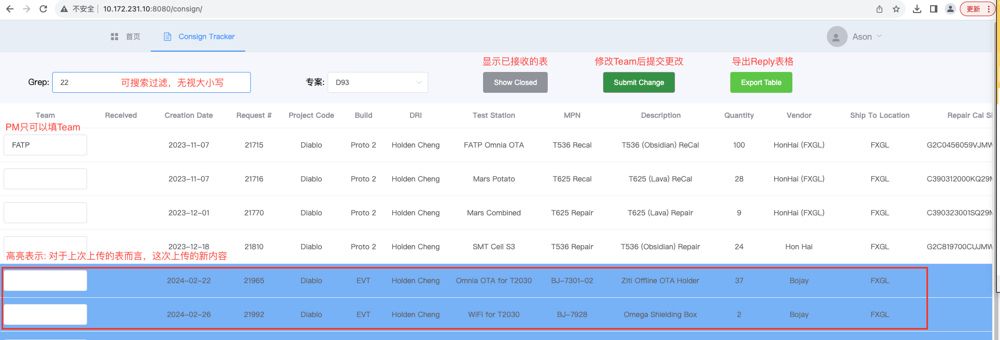 不安全 10.172.231.10:8080/consign/ 更新
首页 Consign Tracker Ason
显示已接收的表 修改Team后提交更改 导出Reply表格
Grep: 22 可搜索过滤，无视大小写 专案: D93 Show Closed Submit Change Export Table
Team Received Creation Date Request # Project Code Build DRI Test Station MPN Description Quantity Vendor Ship To Location Repair Cal
PM只可以填Team
FATP 2023-11-07 21715 Diablo Proto 2 Holden Cheng FATP Omnia OTA T536 Recal T536 (Obsidian) ReCal 100 HonHai (FXGL) FXGL G2C0456059VJMW
2023-11-07 21716 Diablo Proto 2 Holden Cheng Mars Potato T625 Recal T625 (Lava) ReCal 28 HonHai (FXGL) FXGL C390312000KQ29M
2023-12-01 21770 Diablo Proto 2 Holden Cheng Mars Combined T625 Repair T625 (Lava) Repair 9 HonHai (FXGL) FXGL C390323001SQ29M
2023-12-18 21810 Diablo Proto 2 Holden Cheng SMT Cell S3 T536 Repair T536 (Obsidian) Repair 24 Hon Hai FXGL G2C819700CUJMW
高亮表示: 对于上次上传的表而言，这次上传的新内容
2024-02-22 21965 Diablo EVT Holden Cheng Omnia OTA for T2030 BJ-7301-02 Ziti Offline OTA Holder 37 Bojay FXGL
2024-02-26 21992 Diablo EVT Holden Cheng WiFi for T2030 BJ-7928 Omega Shielding Box 2 Bojay FXGL